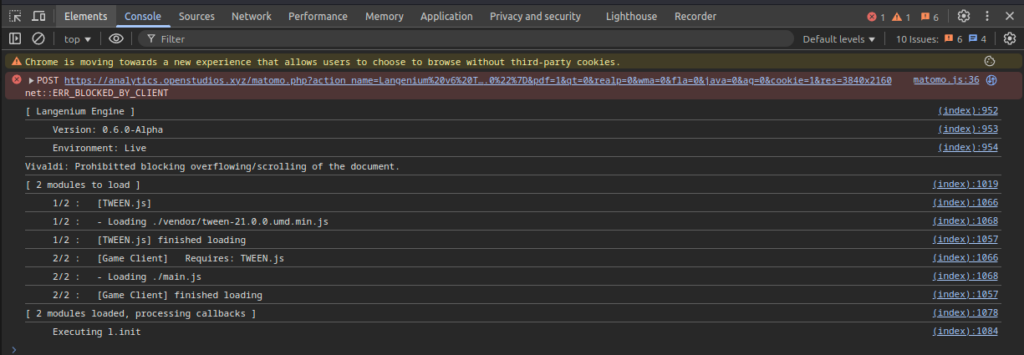 Elements Console Sources Network Performance Memory Application Privacy and security Lighthouse Recorder 1 1 6
top Filter Default levels 10 Issues: 6 4
Chrome is moving towards a new experience that allows users to choose to browse without third-party cookies.
POST https://analytics.openstudios.xyz/matomo.php?action_name=Langenium%20v6%20T…0%22%7D&pdf=1&qt=0&realp=0&wma=0&fla=0&java=0&ag=0&cookie=1&res=3840x2160 matomo.js:36
net::ERR_BLOCKED_BY_CLIENT
[ Langenium Engine ] (index):952
Version: 0.6.0-Alpha (index):953
Environment: Live (index):954
Vivaldi: Prohibitted blocking overflowing/scrolling of the document.
[ 2 modules to load ] (index):1019
1/2 : [TWEEN.js] (index):1066
1/2 : - Loading ./vendor/tween-21.0.0.umd.min.js (index):1068
1/2 : [TWEEN.js] finished loading (index):1057
2/2 : [Game Client] Requires: TWEEN.js (index):1066
2/2 : - Loading ./main.js (index):1068
2/2 : [Game Client] finished loading (index):1057
[ 2 modules loaded, processing callbacks ] (index):1078
Executing l.init (index):1084